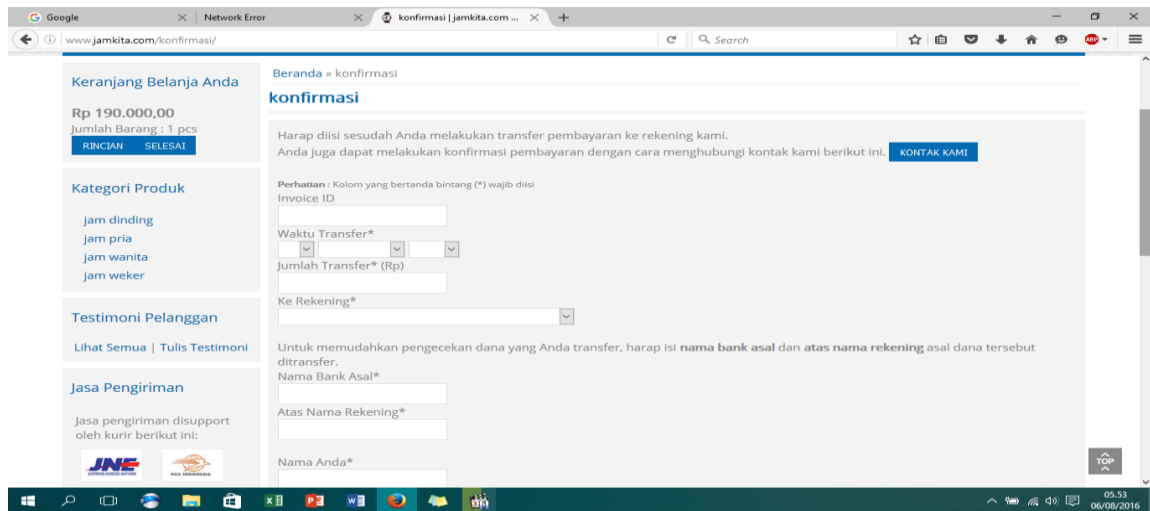 Google
Network Error
konfirmasi | jamkita.com ...
www.jamkita.com/konfirmasi/
Search
ABP
Keranjang Belanja Anda
Rp 190.000,00
Jumlah Barang : 1 pcs
RINCIAN SELESAI
Kategori Produk
jam dinding
jam pria
jam wanita
jam weker
Testimoni Pelanggan
Lihat Semua | Tulis Testimoni
Jasa Pengiriman
Jasa pengiriman disupport
oleh kurir berikut ini:
JNE
EXPRESS ACROSS NATIONS
POS INDONESIA
Beranda » konfirmasi
konfirmasi
Harap diisi sesudah Anda melakukan transfer pembayaran ke rekening kami.
Anda juga dapat melakukan konfirmasi pembayaran dengan cara menghubungi kontak kami berikut ini. KONTAK KAMI
Perhatian : Kolom yang bertanda bintang (*) wajib diisi
Invoice ID
Waktu Transfer*
Jumlah Transfer* (Rp)
Ke Rekening*
Untuk memudahkan pengecekan dana yang Anda transfer, harap isi nama bank asal dan atas nama rekening asal dana tersebut
ditransfer.
Nama Bank Asal*
Atas Nama Rekening*
Nama Anda*
TOP
05.53
06/08/2016